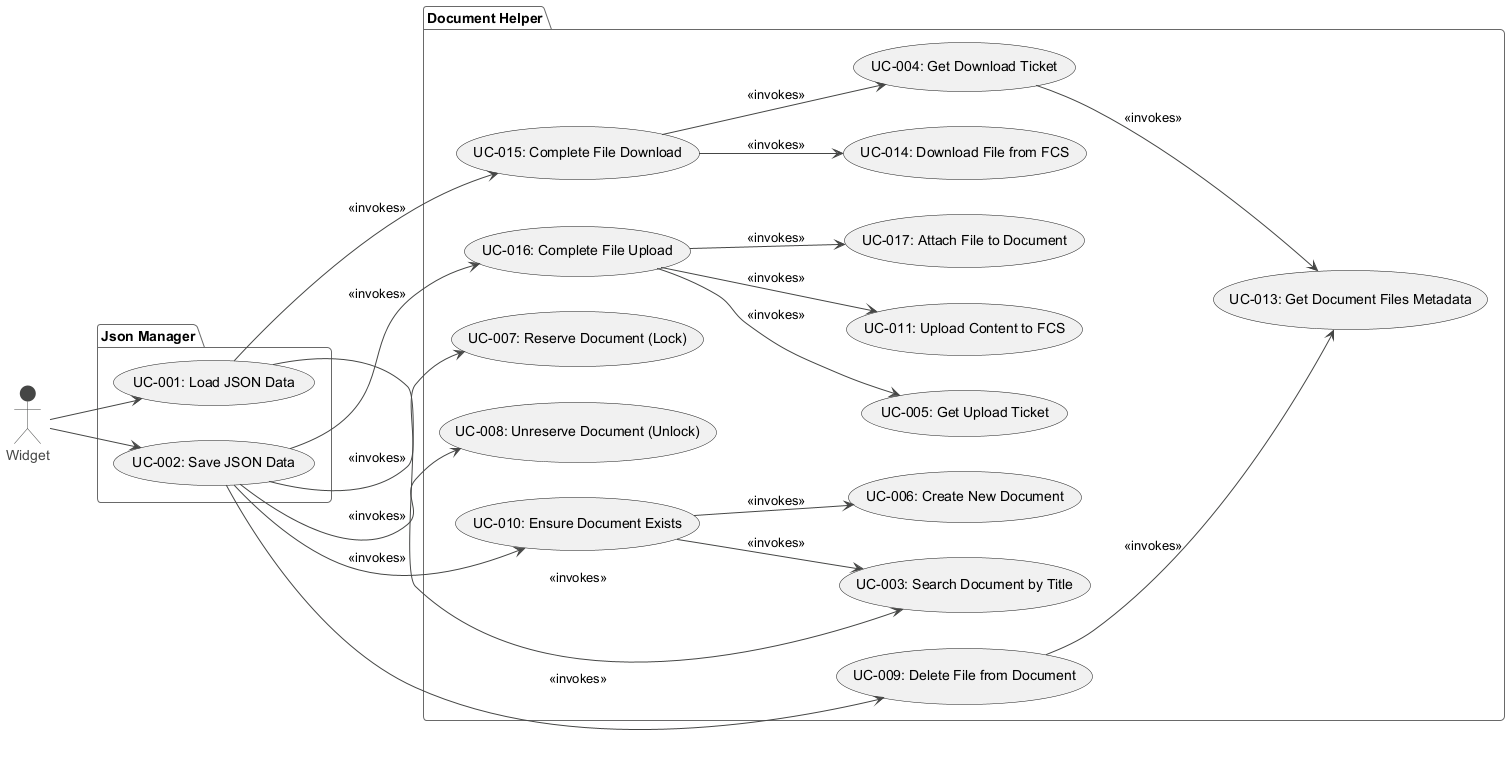 Document Helper
UC-004: Get Download Ticket
«invokes»
«invokes»
UC-015: Complete File Download
«invokes»
UC-014: Download File from FCS
«invokes»
UC-016: Complete File Upload
«invokes»
UC-017: Attach File to Document
«invokes»
UC-013: Get Document Files Metadata
«invokes»
«invokes»
UC-011: Upload Content to FCS
Json Manager
UC-007: Reserve Document (Lock)
UC-001: Load JSON Data
UC-005: Get Upload Ticket
UC-008: Unreserve Document (Unlock)
Widget
UC-002: Save JSON Data
«invokes»
«invokes»
UC-006: Create New Document
«invokes»
UC-010: Ensure Document Exists
«invokes»
«invokes»
«invokes»
«invokes»
UC-003: Search Document by Title
UC-009: Delete File from Document
«invokes»